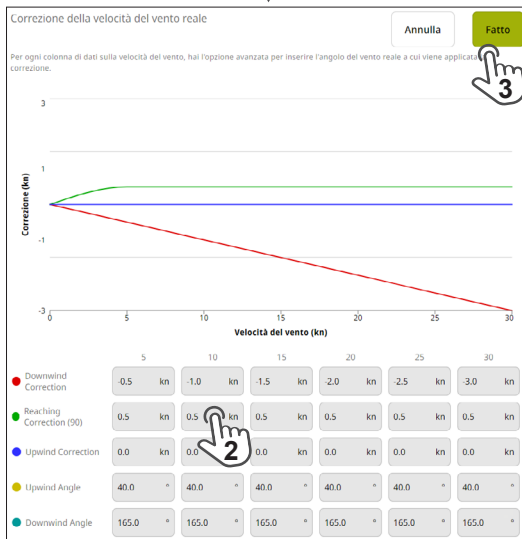 Correzione della velocità del vento reale
Annulla
Fatto
Per ogni colonna di dati sulla velocità del vento, hai l'opzione avanzata per inserire l'angolo del vento reale a cui viene applicata
correzione.
3
3
1
-1
-3
Correzione (kn)
0 5 10 15 20 25 30
Velocità del vento (kn)
5 10 15 20 25 30
Downwind
Correction
-0.5 kn -1.0 kn -1.5 kn -2.0 kn -2.5 kn -3.0 kn
Reaching
Correction (90)
0.5 kn 0.5 kn 0.5 kn 0.5 kn 0.5 kn 0.5 kn
Upwind Correction 0.0 kn 0.0 kn 0.0 kn 0.0 kn 0.0 kn 0.0 kn
2
Upwind Angle 40.0 ° 40.0 ° 40.0 ° 40.0 ° 40.0 ° 40.0 °
Downwind Angle 165.0 ° 165.0 ° 165.0 ° 165.0 ° 165.0 ° 165.0 °